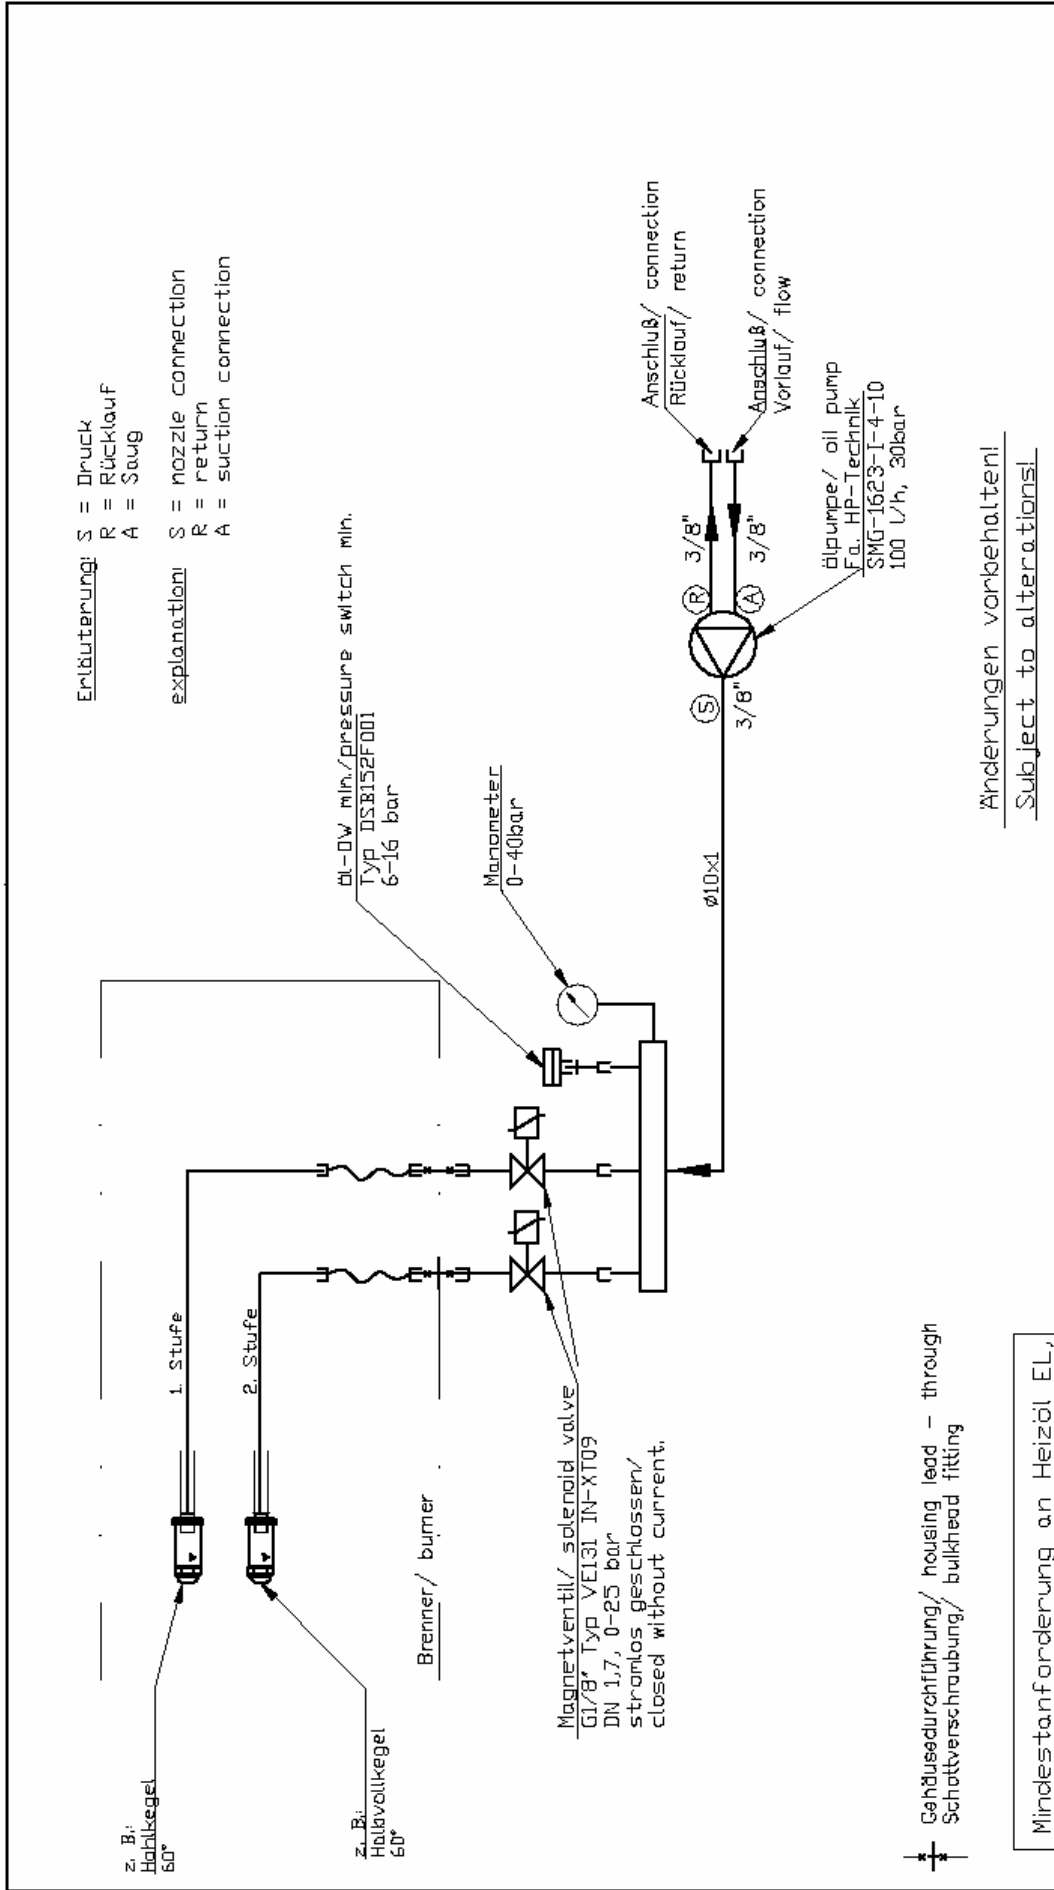 z. B.:
Hohlkegel
60°
z. B.:
Halbvollkegel
60°
1. Stufe
2. Stufe
Brenner/ burner
Magnetventil/ solenoid valve
G1/8" Typ VE131 IN-XT09
DN 1,7, 0-25 bar
stromlos geschlossen/
closed without current.
Erläuterung: S = Druck
R = Rücklauf
A = Saug
explanation: S = nozzle connection
R = return
A = suction connection
Öl-DW min./pressure switch min.
Typ DSB152F001
6-16 bar
Manometer
0-40bar
ø10x1
S
3/8"
R
3/8"
A
3/8"
Anschluß/ connection
Rücklauf/ return
Anschluß/ connection
Vorlauf/ flow
Ölpumpe/ oil pump
Fa. HP-Technik
SMG-1623-I-4-10
100 l/h, 30bar
Gehäusedurchführung/ housing lead - through
Schottverschraubung/ bulkhead fitting
Änderungen vorbehalten!
Subject to alterations!
Mindestanforderung an Heizöl EL,